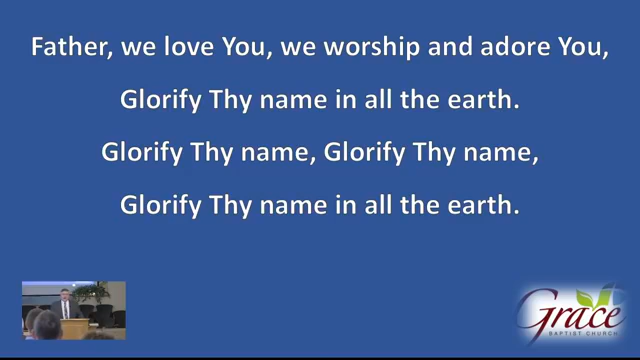 Father, we love You, we worship and adore You,
Glorify Thy name in all the earth.
Glorify Thy name, Glorify Thy name,
Glorify Thy name in all the earth.
Grace
BAPTIST CHURCH